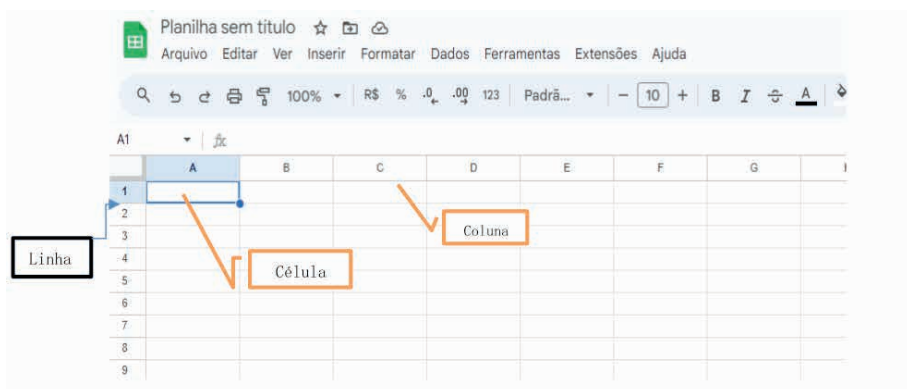 Planilha sem título
Arquivo Editar Ver Inserir Formatar Dados Ferramentas Extensões Ajuda
100% R$ % .0 .00 123 Padrã... − 10 + B I A
A1 fx
A B C D E F G
1
2
3 Coluna
Linha 4 Célula
5
6
7
8
9